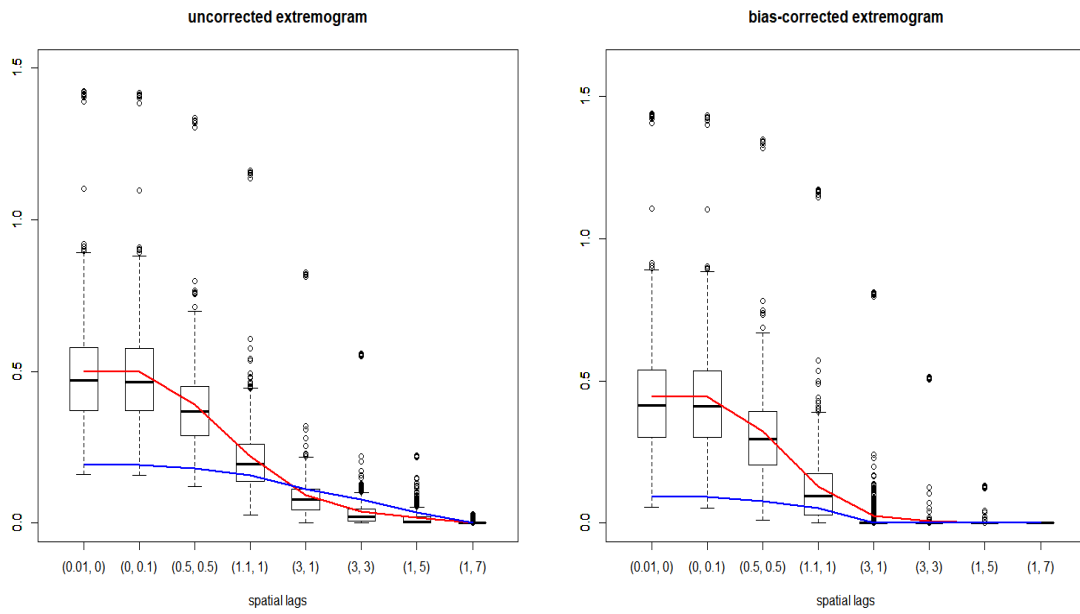 uncorrected extremogram
1.5
1.0
0.5
0.0
(0.01, 0) (0, 0.1) (0.5, 0.5) (1.1, 1) (3, 1) (3, 3) (1, 5) (1, 7)
spatial lags
bias-corrected extremogram
1.5
1.0
0.5
0.0
(0.01, 0) (0, 0.1) (0.5, 0.5) (1.1, 1) (3, 1) (3, 3) (1, 5) (1, 7)
spatial lags